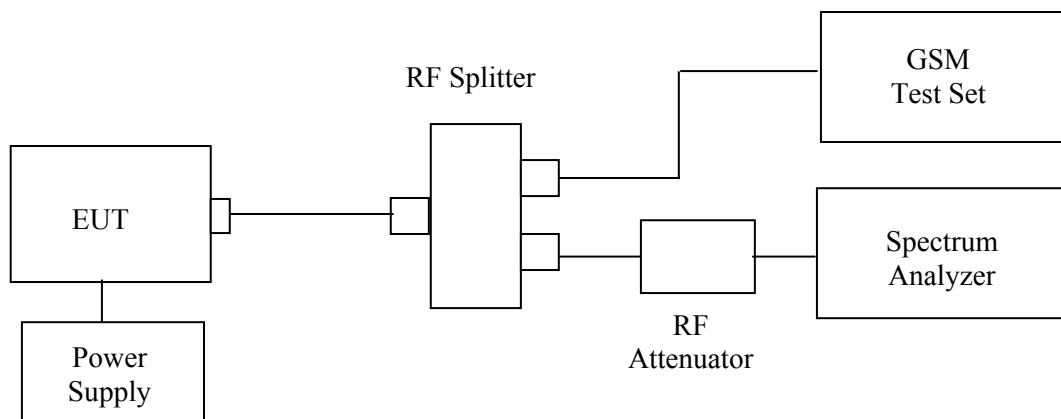 GSM
Test Set
RF Splitter
EUT
Spectrum
Analyzer
RF
Attenuator
Power
Supply